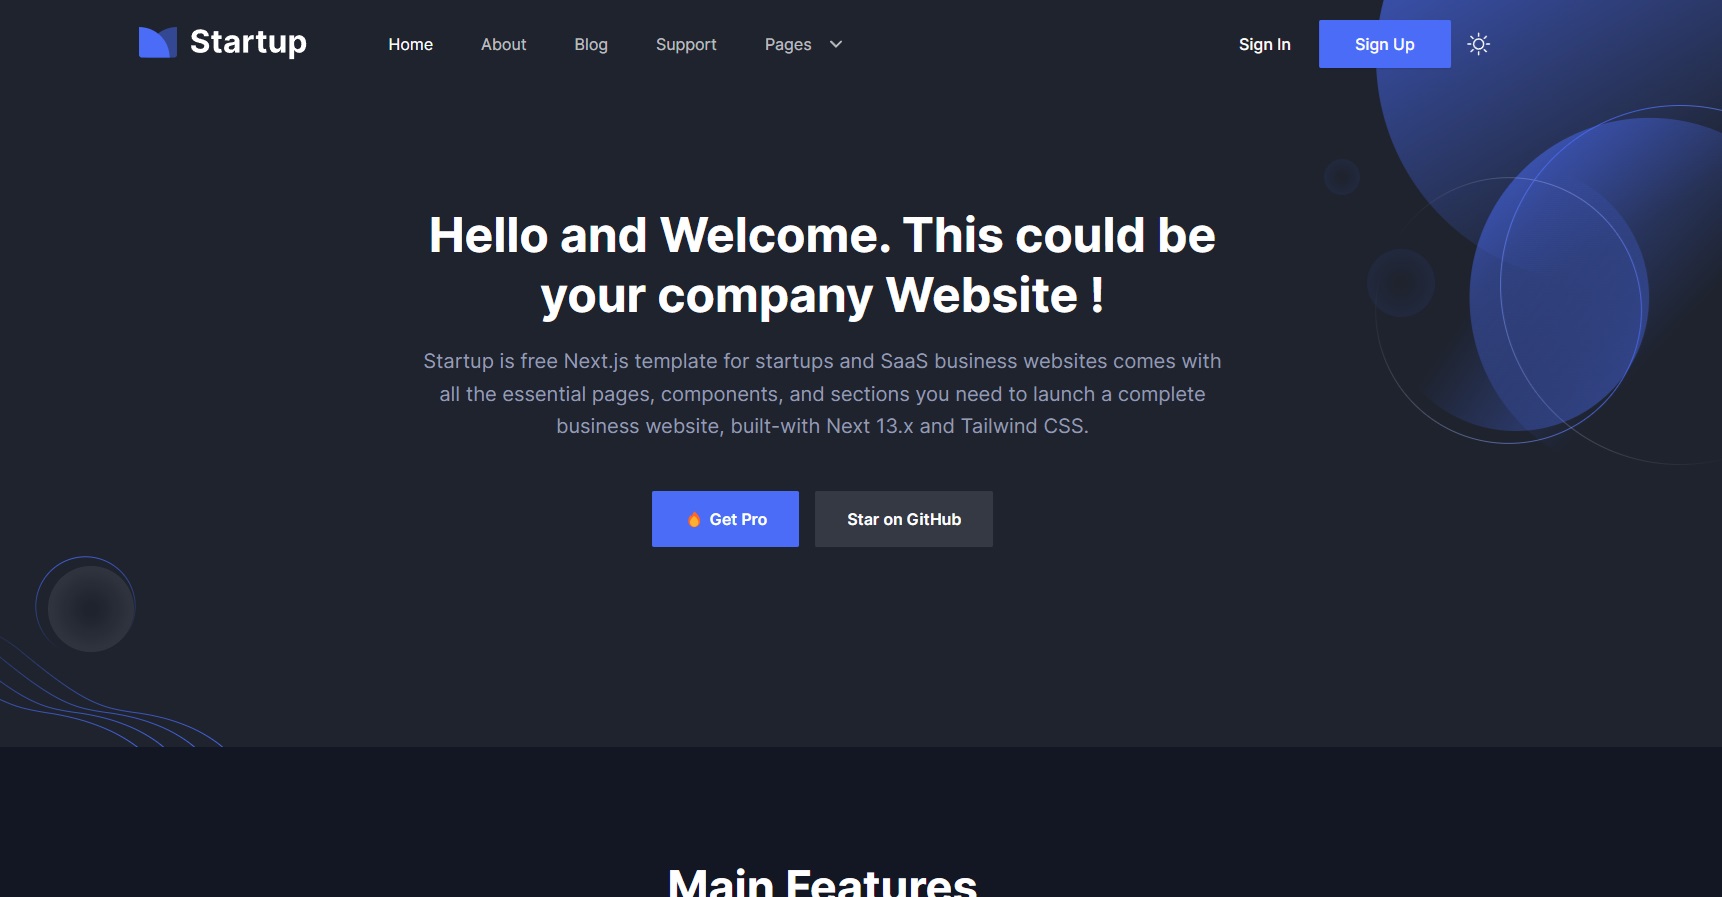 Startup
Home About Blog Support Pages
Sign In Sign Up
Hello and Welcome. This could be
your company Website !
Startup is free Next.js template for startups and SaaS business websites comes with
all the essential pages, components, and sections you need to launch a complete
business website, built-with Next 13.x and Tailwind CSS.
🔥 Get Pro Star on GitHub
Main Features